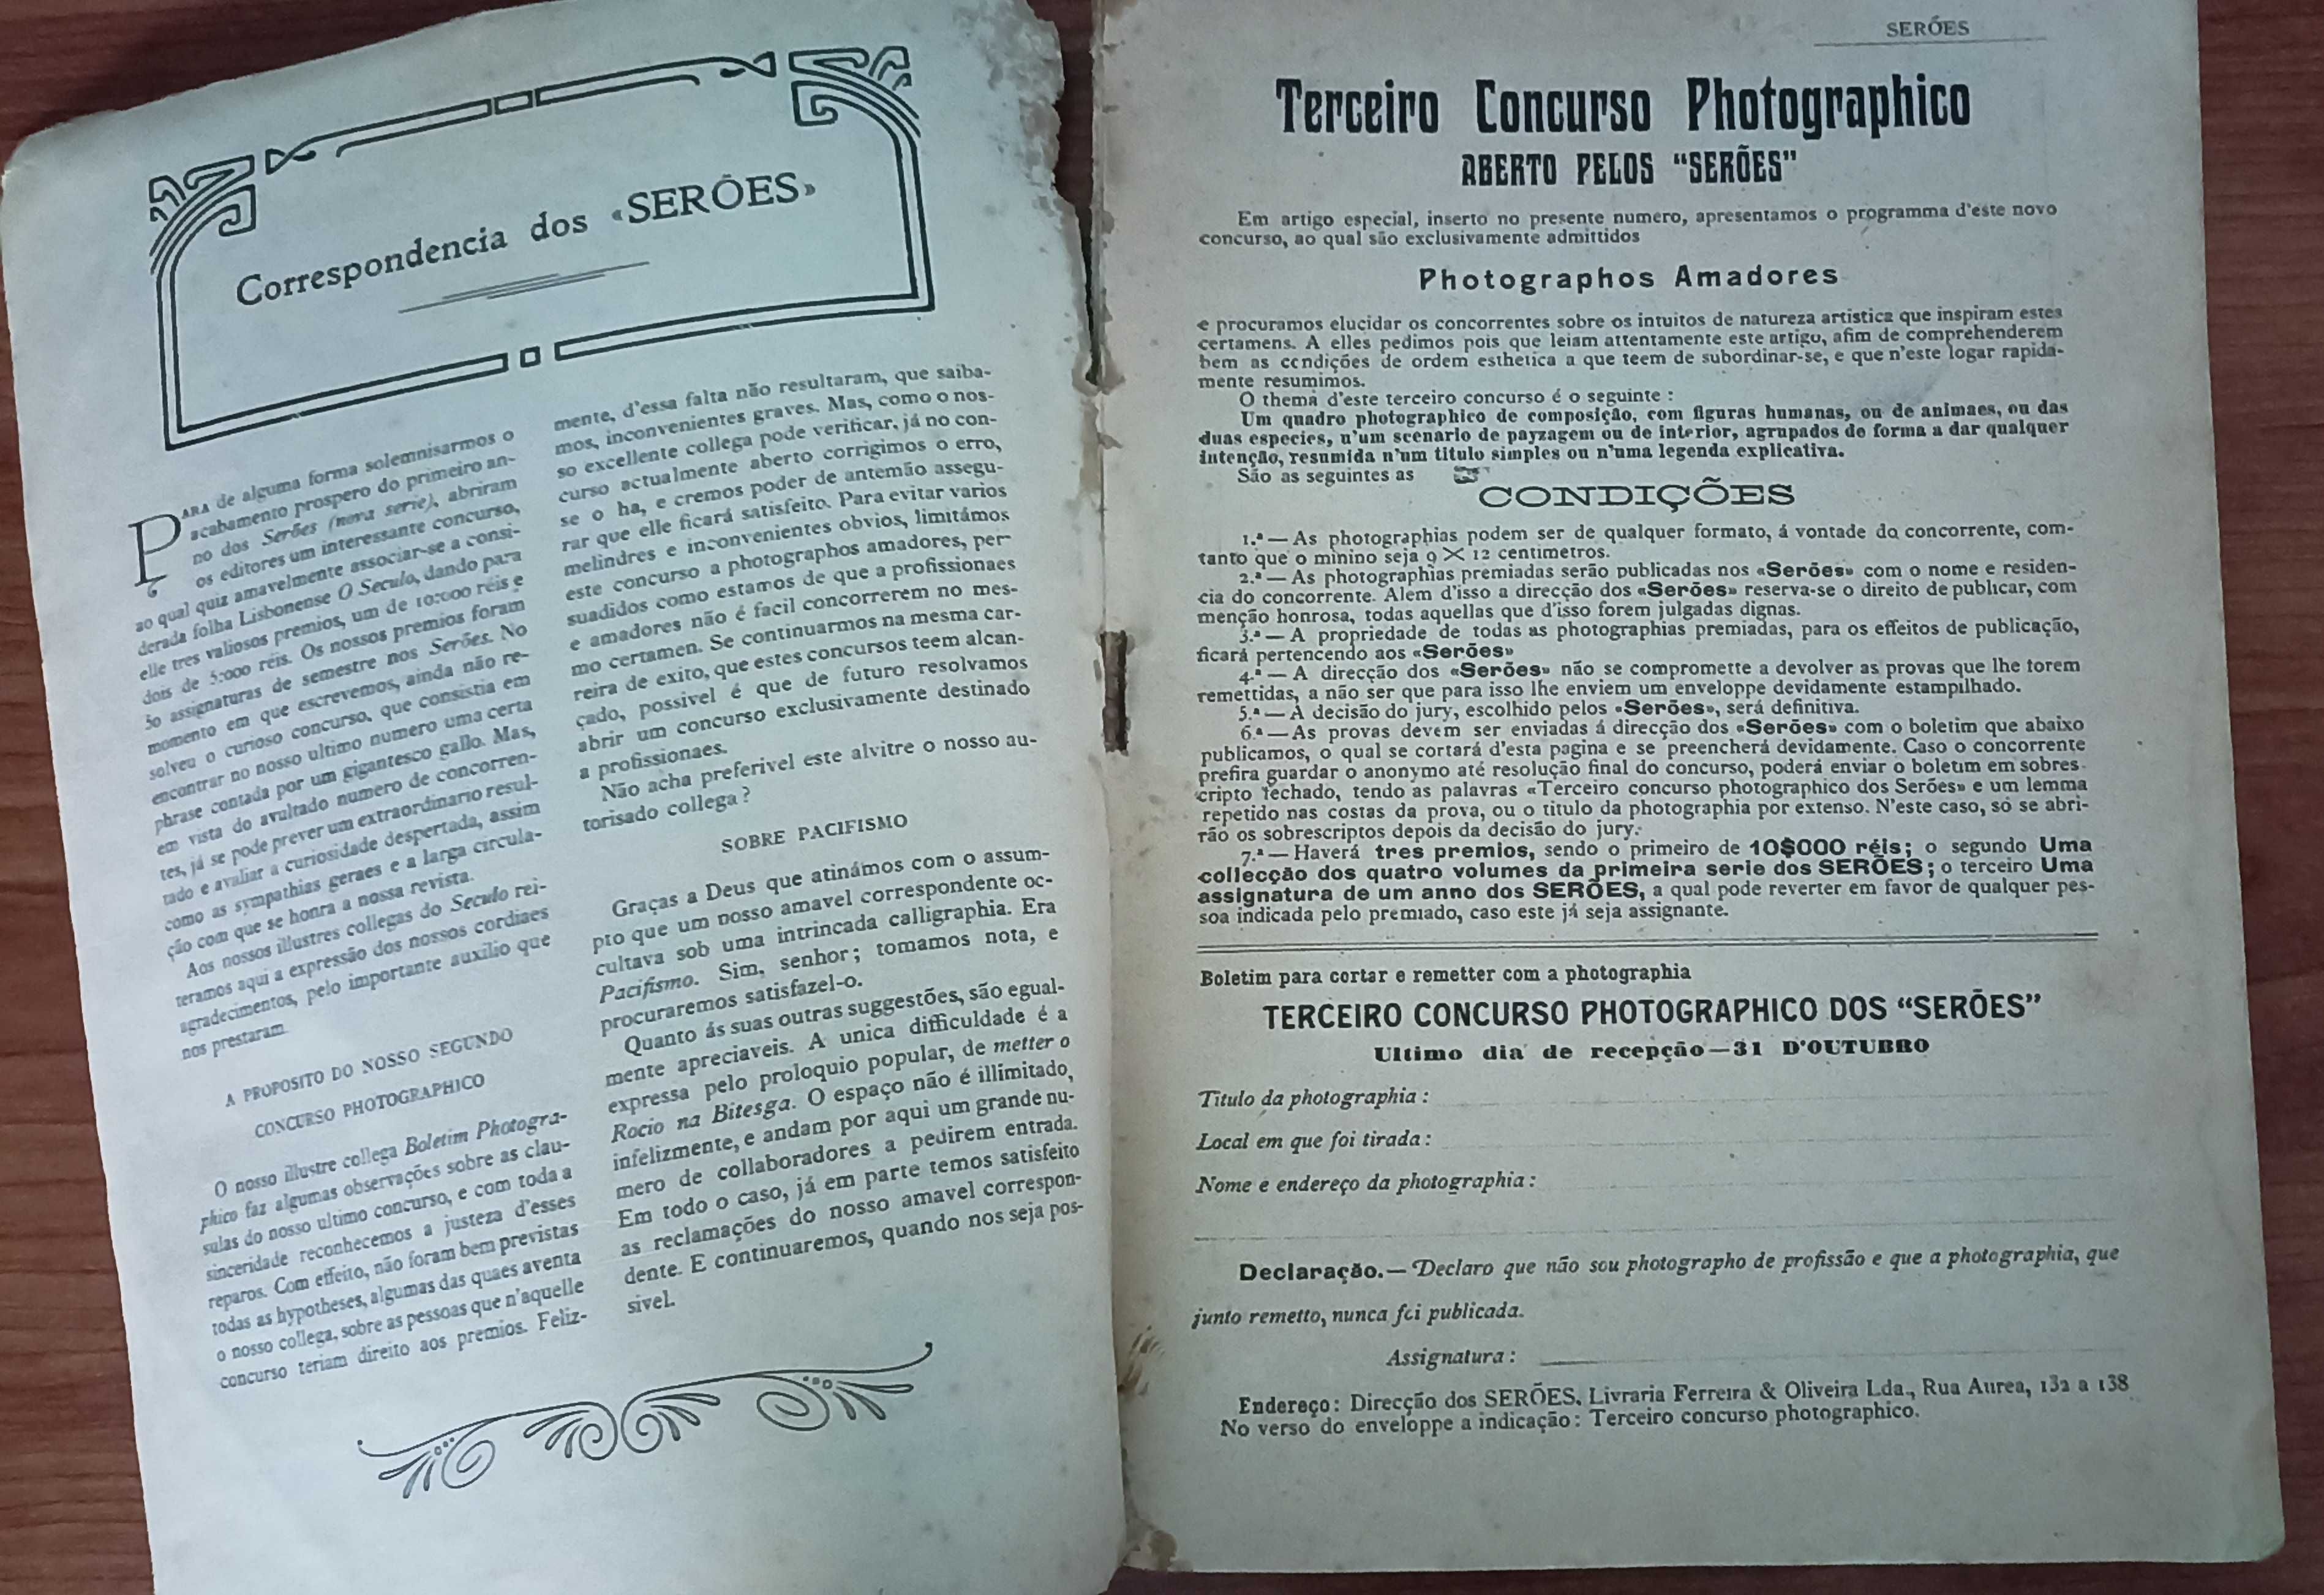 Correspondencia dos «SERÕES»
PARA de alguma forma solemnisarmos o
acabamento prospero do primeiro an-
no dos Serões (nova serie), abriram
os editores um interessante concurso,
ao qual quiz amavelmente associar-se a consi-
derada folha Lisbonense O Seculo, dando para
elle tres valiosos premios, um de 10:000 réis e
dois de 5:000 réis. Os nossos premios foram
50 assignaturas de semestre nos Serões. No
momento em que escrevemos, ainda não re-
solveu o curioso concurso, que consistia em
encontrar no nosso ultimo numero uma certa
phrase contada por um gigantesco gallo. Mas,
em vista do avultado numero de concorren-
tes, já se pode prever um extraordinario resul-
tado e avaliar a curiosidade despertada, assim
como as sympathias geraes e a larga circula-
ção com que se honra a nossa revista.
Aos nossos illustres collegas do Seculo rei-
teramos aqui a expressão dos nossos cordiaes
agradecimentos, pelo importante auxilio que
nos prestaram.
A PROPOSITO DO NOSSO SEGUNDO
CONCURSO PHOTOGRAPHICO
O nosso illustre collega Boletim Photogra-
phico faz algumas observações sobre as clau-
sulas do nosso ultimo concurso, e com toda a
sinceridade reconhecemos a justeza d'esses
reparos. Com effeito, não foram bem previstas
todas as hypotheses, algumas das quaes aventa
o nosso collega, sobre as pessoas que n'aquelle
concurso teriam direito aos premios. Feliz-
mente, d'essa falta não resultaram, que saiba-
mos, inconvenientes graves. Mas, como o nos-
so excellente collega pode verificar, já no con-
curso actualmente aberto corrigimos o erro,
se o ha, e cremos poder de antemão assegu-
rar que elle ficará satisfeito. Para evitar varios
melindres e inconvenientes obvios, limitámos
este concurso a photographos amadores, per-
suadidos como estamos de que a profissionaes
e amadores não é facil concorrerem no mes-
mo certamen. Se continuarmos na mesma car-
reira de exito, que estes concursos teem alcan-
çado, possivel é que de futuro resolvamos
abrir um concurso exclusivamente destinado
a profissionaes.
Não acha preferivel este alvitre o nosso au-
torisado collega?
SOBRE PACIFISMO
Graças a Deus que atinámos com o assum-
pto que um nosso amavel correspondente oc-
cultava sob uma intrincada calligraphia. Era
Pacifismo. Sim, senhor; tomamos nota, e
procuraremos satisfazel-o.
Quanto ás suas outras suggestões, são egual-
mente apreciaveis. A unica difficuldade é a
expressa pelo proloquio popular, de metter o
Rocio na Bitesga. O espaço não é illimitado,
infelizmente, e andam por aqui um grande nu-
mero de collaboradores a pedirem entrada.
Em todo o caso, já em parte temos satisfeito
as reclamações do nosso amavel correspon-
dente. E continuaremos, quando nos seja pos-
sivel.
SERÕES
Terceiro Concurso Photographico
ABERTO PELOS "SERÕES"
Em artigo especial, inserto no presente numero, apresentamos o programma d'este novo
concurso, ao qual são exclusivamente admittidos
Photographos Amadores
e procuramos elucidar os concorrentes sobre os intuitos de natureza artistica que inspiram estes
certamens. A elles pedimos pois que leiam attentamente este artigo, afim de comprehenderem
bem as condições de ordem esthetica a que teem de subordinar-se, e que n'este logar rapida-
mente resumimos.
O thema d'este terceiro concurso é o seguinte:
Um quadro photographico de composição, com figuras humanas, ou de animaes, ou das
duas especies, n'um scenario de payzagem ou de interior, agrupados de forma a dar qualquer
intenção, resumida n'um titulo simples ou n'uma legenda explicativa.
São as seguintes as
CONDIÇÕES
1.ª — As photographias podem ser de qualquer formato, á vontade do concorrente, com-
tanto que o minino seja 9 × 12 centimetros.
2.ª — As photographias premiadas serão publicadas nos «Serões» com o nome e residen-
cia do concorrente. Alem d'isso a direcção dos «Serões» reserva-se o direito de publicar, com
menção honrosa, todas aquellas que d'isso forem julgadas dignas.
3.ª — A propriedade de todas as photographias premiadas, para os effeitos de publicação,
ficará pertencendo aos «Serões»
4.ª — A direcção dos «Serões» não se compromette a devolver as provas que lhe forem
remettidas, a não ser que para isso lhe enviem um enveloppe devidamente estampilhado.
5.ª — A decisão do jury, escolhido pelos «Serões», será definitiva.
6.ª — As provas devem ser enviadas á direcção dos «Serões» com o boletim que abaixo
publicamos, o qual se cortará d'esta pagina e se preencherá devidamente. Caso o concorrente
prefira guardar o anonymo até resolução final do concurso, poderá enviar o boletim em sobres-
cripto fechado, tendo as palavras «Terceiro concurso photographico dos Serões» e um lemma
repetido nas costas da prova, ou o titulo da photographia por extenso. N'este caso, só se abri-
rão os sobrescriptos depois da decisão do jury.
7.ª — Haverá tres premios, sendo o primeiro de 10$000 réis; o segundo Uma
collecção dos quatro volumes da primeira serie dos SERÕES; o terceiro Uma
assignatura de um anno dos SERÕES, a qual pode reverter em favor de qualquer pes-
soa indicada pelo premiado, caso este já seja assignante.
Boletim para cortar e remetter com a photographia
TERCEIRO CONCURSO PHOTOGRAPHICO DOS "SERÕES"
Ultimo dia de recepção—31 D'OUTUBRO
Titulo da photographia:
Local em que foi tirada:
Nome e endereço da photographia:
Declaração.— Declaro que não sou photographo de profissão e que a photographia, que
junto remetto, nunca foi publicada.
Assignatura:
Endereço: Direcção dos SERÕES, Livraria Ferreira & Oliveira Lda., Rua Aurea, 132 a 138
No verso do enveloppe a indicação: Terceiro concurso photographico.